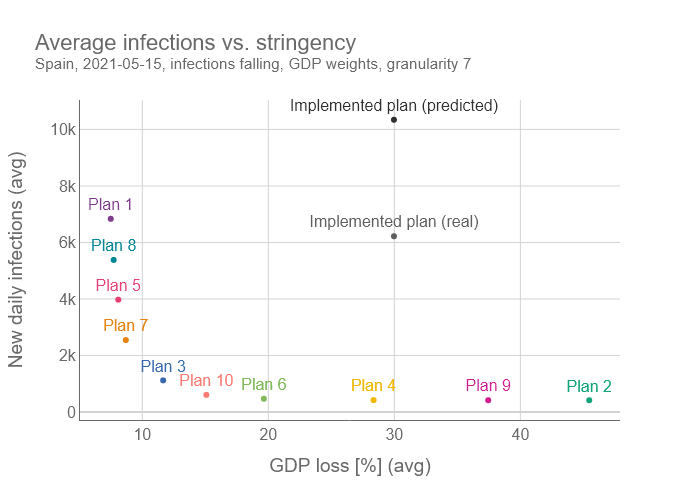 Average infections vs. stringency
Spain, 2021-05-15, infections falling, GDP weights, granularity 7
Implemented plan (predicted)
10k
8k
Plan 1
Implemented plan (real)
6k
Plan 8
Plan 5
4k
Plan 7
2k
Plan 3
Plan 10
Plan 6
Plan 4
Plan 9
Plan 2
0
New daily infections (avg)
10
20
30
40
GDP loss [%] (avg)